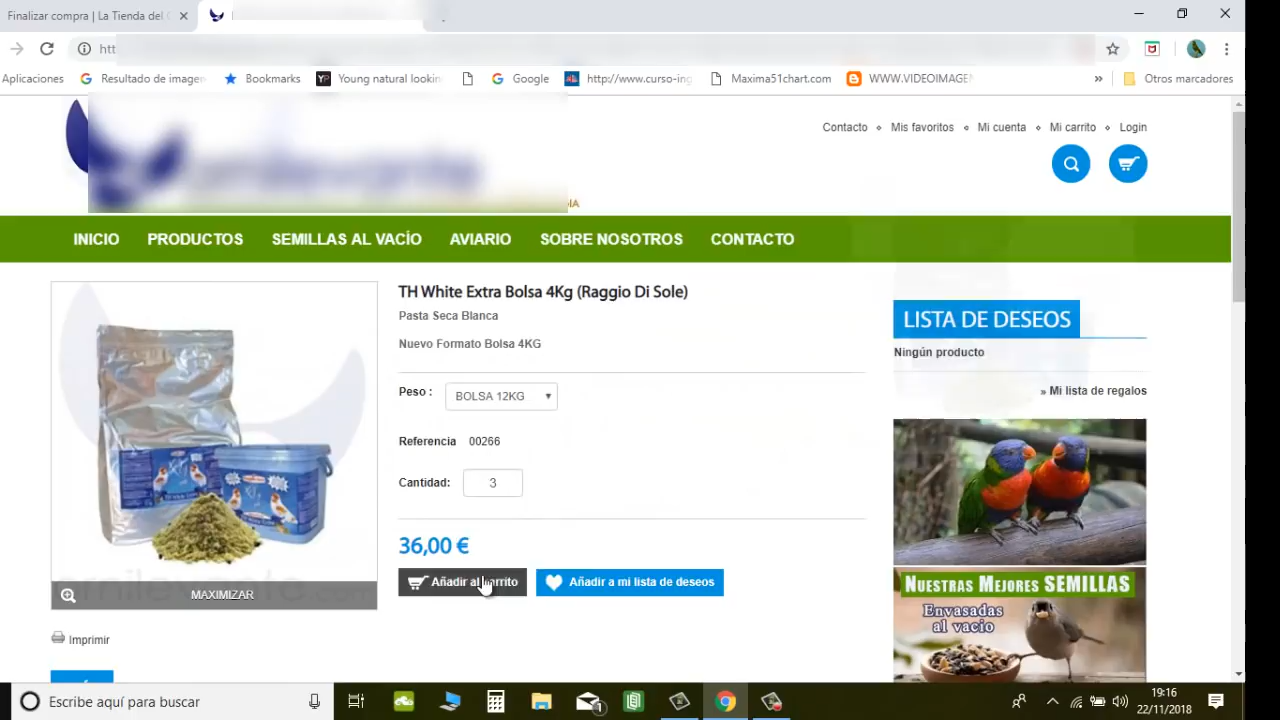 Finalizar compra | La Tienda del
htt
Aplicaciones Resultado de imagen Bookmarks YP Young natural lookin Google http://www.curso-ing Maxima51chart.com WWW.VIDEOIMAGEN » Otros marcadores
Contacto Mis favoritos Mi cuenta Mi carrito Login
INICIO PRODUCTOS SEMILLAS AL VACÍO AVIARIO SOBRE NOSOTROS CONTACTO
TH White Extra Bolsa 4Kg (Raggio Di Sole)
Pasta Seca Blanca
Nuevo Formato Bolsa 4KG
Peso : BOLSA 12KG
Referencia 00266
Cantidad: 3
36,00 €
Añadir al carrito Añadir a mi lista de deseos
MAXIMIZAR
Imprimir
LISTA DE DESEOS
Ningún producto
» Mi lista de regalos
NUESTRAS MEJORES SEMILLAS
Envasadas
al vacío
Escribe aquí para buscar
1
19:16
22/11/2018